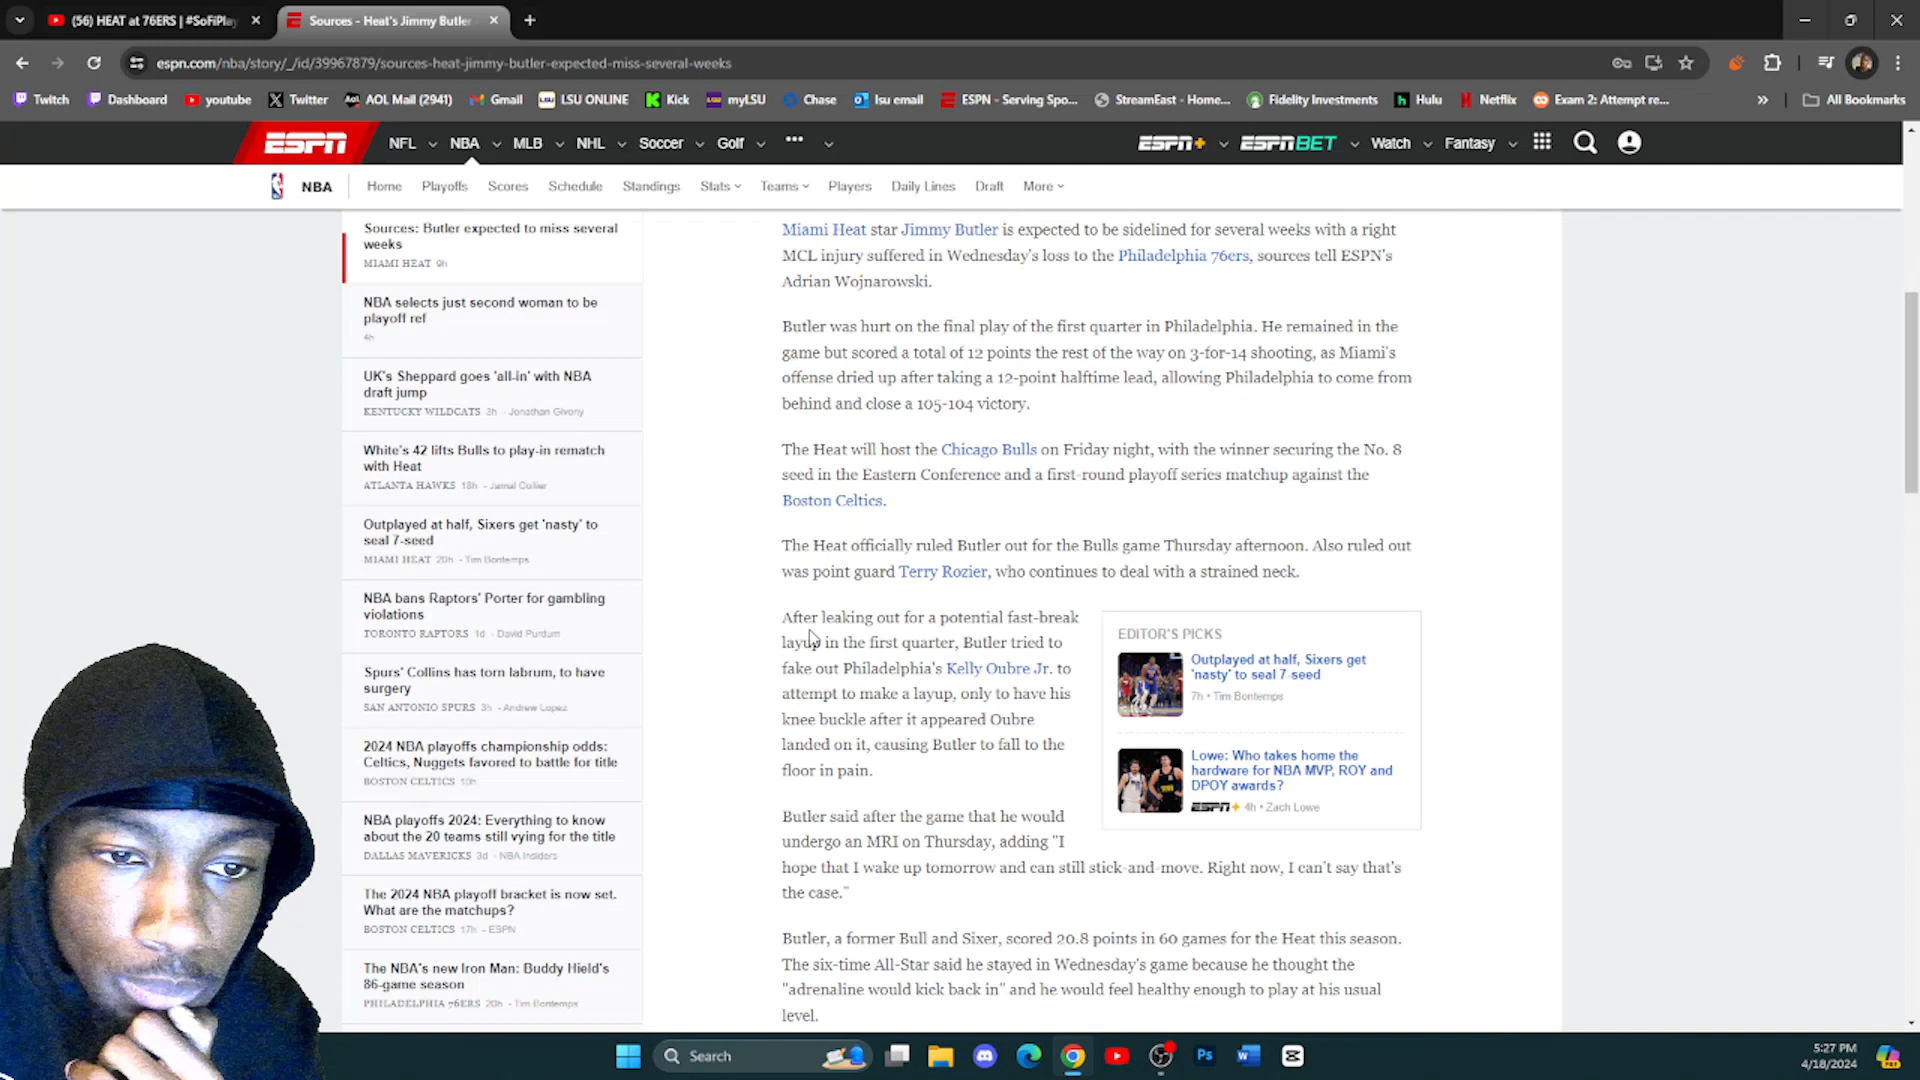 (56) HEAT at 76ERS | #SoFiPlay
Sources - Heat's Jimmy Butler
espn.com/nba/story/_/id/39967879/sources-heat-jimmy-butler-expected-miss-several-weeks
Twitch
Dashboard
youtube
Twitter
AOL Mail (2941)
Gmail
LSU ONLINE
Kick
myLSU
Chase
lsu email
ESPN - Serving Spo...
StreamEast - Home...
Fidelity Investments
Hulu
Netflix
Exam 2: Attempt re...
All Bookmarks
ESPN
NFL
NBA
MLB
NHL
Soccer
Golf
ESPN+
ESPN BET
Watch
Fantasy
NBA
Home
Playoffs
Scores
Schedule
Standings
Stats
Teams
Players
Daily Lines
Draft
More
Sources: Butler expected to miss several
weeks
MIAMI HEAT 9h
NBA selects just second woman to be
playoff ref
4h
UK's Sheppard goes 'all-in' with NBA
draft jump
KENTUCKY WILDCATS 3h - Jonathan Givony
White's 42 lifts Bulls to play-in rematch
with Heat
ATLANTA HAWKS 18h - Jamal Collier
Outplayed at half, Sixers get 'nasty' to
seal 7-seed
MIAMI HEAT 20h - Tim Bontemps
NBA bans Raptors' Porter for gambling
violations
TORONTO RAPTORS 1d - David Purdum
Spurs' Collins has torn labrum, to have
surgery
SAN ANTONIO SPURS 3h - Andrew Lopez
2024 NBA playoffs championship odds:
Celtics, Nuggets favored to battle for title
BOSTON CELTICS 10h
NBA playoffs 2024: Everything to know
about the 20 teams still vying for the title
DALLAS MAVERICKS 3d - NBA Insiders
The 2024 NBA playoff bracket is now set.
What are the matchups?
BOSTON CELTICS 17h - ESPN
The NBA's new Iron Man: Buddy Hield's
86-game season
PHILADELPHIA 76ERS 20h - Tim Bontemps
Miami Heat star Jimmy Butler is expected to be sidelined for several weeks with a right
MCL injury suffered in Wednesday's loss to the Philadelphia 76ers, sources tell ESPN's
Adrian Wojnarowski.
Butler was hurt on the final play of the first quarter in Philadelphia. He remained in the
game but scored a total of 12 points the rest of the way on 3-for-14 shooting, as Miami's
offense dried up after taking a 12-point halftime lead, allowing Philadelphia to come from
behind and close a 105-104 victory.
The Heat will host the Chicago Bulls on Friday night, with the winner securing the No. 8
seed in the Eastern Conference and a first-round playoff series matchup against the
Boston Celtics.
The Heat officially ruled Butler out for the Bulls game Thursday afternoon. Also ruled out
was point guard Terry Rozier, who continues to deal with a strained neck.
After leaking out for a potential fast-break
layup in the first quarter, Butler tried to
fake out Philadelphia's Kelly Oubre Jr. to
attempt to make a layup, only to have his
knee buckle after it appeared Oubre
landed on it, causing Butler to fall to the
floor in pain.
EDITOR'S PICKS
Outplayed at half, Sixers get
'nasty' to seal 7-seed
7h • Tim Bontemps
Lowe: Who takes home the
hardware for NBA MVP, ROY and
DPOY awards?
ESPN+ 4h • Zach Lowe
Butler said after the game that he would
undergo an MRI on Thursday, adding "I
hope that I wake up tomorrow and can still stick-and-move. Right now, I can't say that's
the case."
Butler, a former Bull and Sixer, scored 20.8 points in 60 games for the Heat this season.
The six-time All-Star said he stayed in Wednesday's game because he thought the
"adrenaline would kick back in" and he would feel healthy enough to play at his usual
level.
Search
5:27 PM
4/18/2024